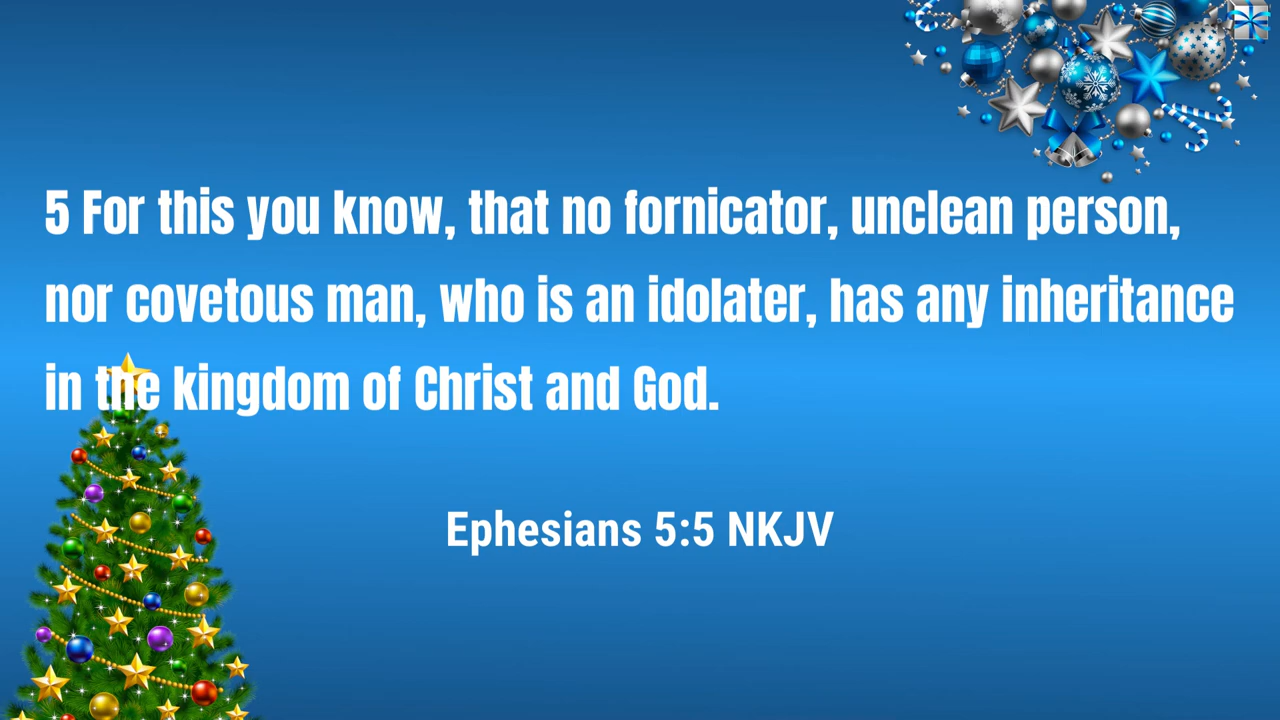 5 For this you know, that no fornicator, unclean person,
nor covetous man, who is an idolater, has any inheritance
in the kingdom of Christ and God.
Ephesians 5:5 NKJV